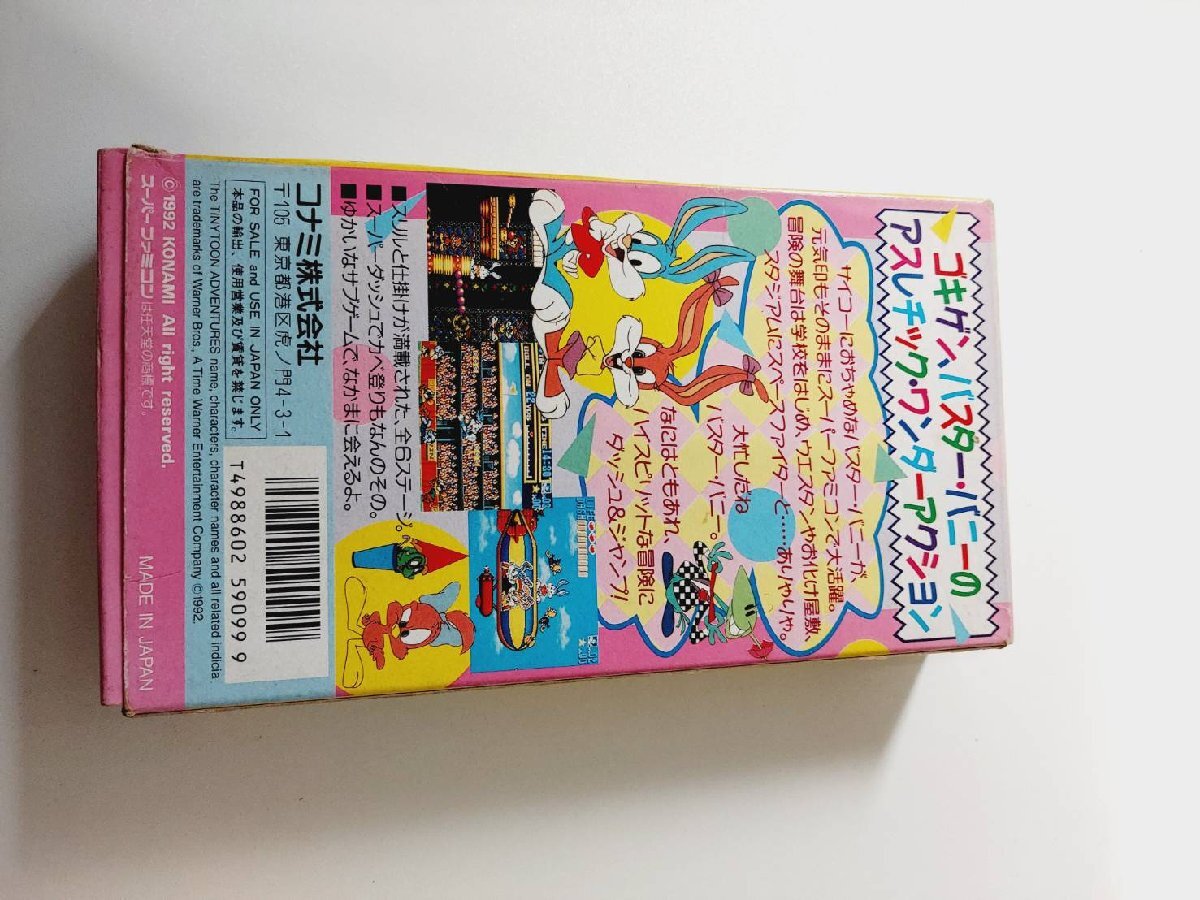 ゴキゲン、バスター・バニーの
アスレチック・ワンダーアクション
サイコーにおちゃめなバスター・バニーが
元気印もそのままにスーパーファミコンで大活躍。
冒険の舞台は学校をはじめ、ウエスタンやお化け屋敷、
スタジアムにスペースファイターと……ありゃりゃ。
大忙しだね
バスター・バニー。
なにはともあれ、
ハイスピリットな冒険に
ダッシュ&ジャンプ!
■スリルと仕掛けが満載された、全6ステージ。
■スーパーダッシュでカベ登りもなんのその。
■ゆかいなサブゲームで、なかまに会えるよ。
コナミ株式会社
〒105 東京都港区虎ノ門4-3-1
FOR SALE and USE IN JAPAN ONLY
本品の輸出、使用営業及び賃貸を禁じます。
T4988602 59099 9
The TINYTOON ADVENTURES name, characters, character names and all related indicia
are trademarks of Warner Bros., A Time Warner Entertainment Company ©1992.
©1992 KONAMI All right reserved.
MADE IN JAPAN
スーパーファミコンは任天堂の商標です。